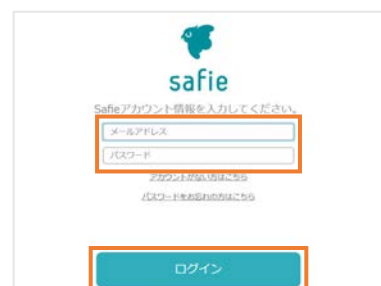 safie
Safieアカウント情報を入力してください。
メールアドレス
パスワード
アカウントがない方はこちら
パスワードをお忘れの方はこちら
ログイン